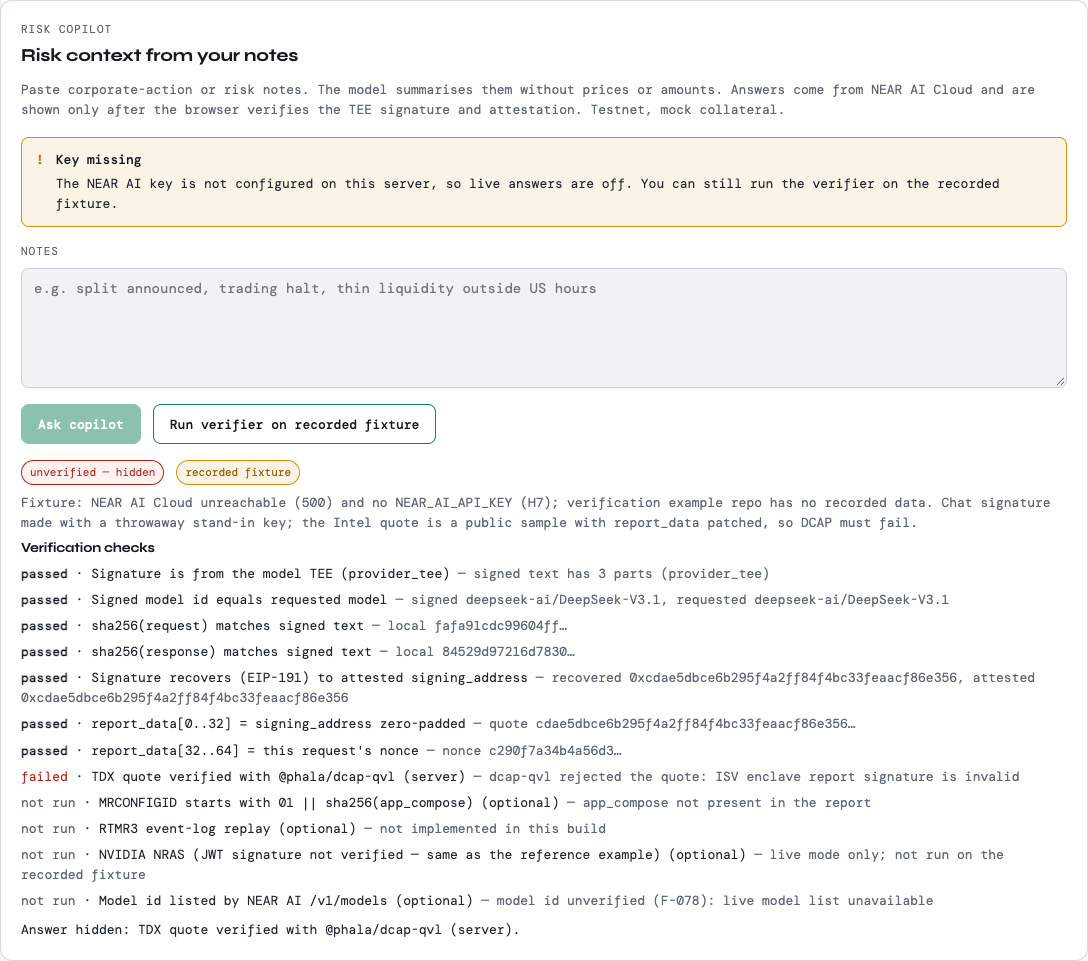 RISK COPILOT
Risk context from your notes
Paste corporate-action or risk notes. The model summarises them without prices or amounts. Answers come from NEAR AI Cloud and are
shown only after the browser verifies the TEE signature and attestation. Testnet, mock collateral.
! Key missing
The NEAR AI key is not configured on this server, so live answers are off. You can still run the verifier on the recorded
fixture.
NOTES
e.g. split announced, trading halt, thin liquidity outside US hours
Ask copilot Run verifier on recorded fixture
unverified — hidden recorded fixture
Fixture: NEAR AI Cloud unreachable (500) and no NEAR_AI_API_KEY (H7); verification example repo has no recorded data. Chat signature
made with a throwaway stand-in key; the Intel quote is a public sample with report_data patched, so DCAP must fail.
Verification checks
passed · Signature is from the model TEE (provider_tee) — signed text has 3 parts (provider_tee)
passed · Signed model id equals requested model — signed deepseek-ai/DeepSeek-V3.1, requested deepseek-ai/DeepSeek-V3.1
passed · sha256(request) matches signed text — local fafa91cdc99604ff…
passed · sha256(response) matches signed text — local 84529d97216d7830…
passed · Signature recovers (EIP-191) to attested signing_address — recovered 0xcdae5dbce6b295f4a2ff84f4bc33feaacf86e356, attested
0xcdae5dbce6b295f4a2ff84f4bc33feaacf86e356
passed · report_data[0..32] = signing_address zero-padded — quote cdae5dbce6b295f4a2ff84f4bc33feaacf86e356…
passed · report_data[32..64] = this request's nonce — nonce c290f7a34b4a56d3…
failed · TDX quote verified with @phala/dcap-qvl (server) — dcap-qvl rejected the quote: ISV enclave report signature is invalid
not run · MRCONFIGID starts with 01 || sha256(app_compose) (optional) — app_compose not present in the report
not run · RTMR3 event-log replay (optional) — not implemented in this build
not run · NVIDIA NRAS (JWT signature not verified — same as the reference example) (optional) — live mode only; not run on the
recorded fixture
not run · Model id listed by NEAR AI /v1/models (optional) — model id unverified (F-078): live model list unavailable
Answer hidden: TDX quote verified with @phala/dcap-qvl (server).